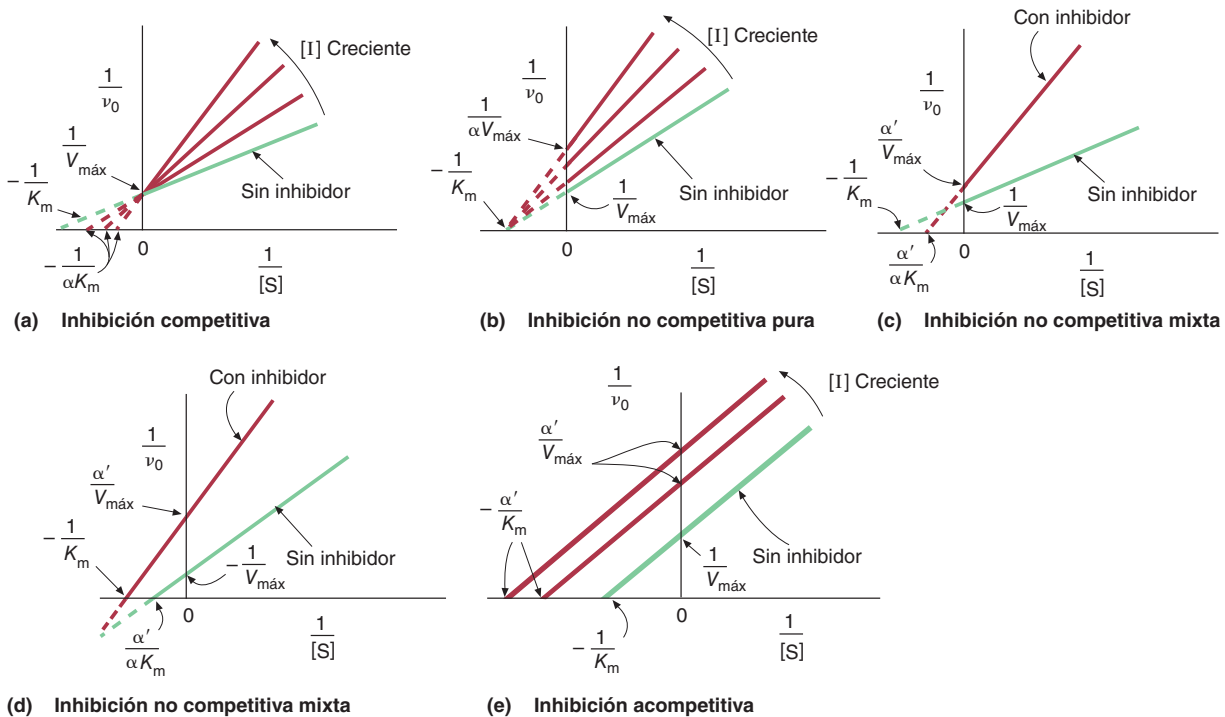 [I] Creciente
1
ν0
1
Vmáx
− 1
Km
Sin inhibidor
0
− 1
αKm
1
[S]
(a) Inhibición competitiva
[I] Creciente
1
ν0
1
αVmáx
− 1
Km
Sin inhibidor
1
Vmáx
0
1
[S]
(b) Inhibición no competitiva pura
Con inhibidor
1
ν0
α′
Vmáx
− 1
Km
Sin inhibidor
1
Vmáx
0
α′
αKm
1
[S]
(c) Inhibición no competitiva mixta
Con inhibidor
1
ν0
α′
Vmáx
− 1
Km
Sin inhibidor
− 1
Vmáx
0
α′
αKm
1
[S]
(d) Inhibición no competitiva mixta
[I] Creciente
1
ν0
α′
Vmáx
− α′
Km
Sin inhibidor
1
Vmáx
0
− 1
Km
1
[S]
(e) Inhibición acompetitiva